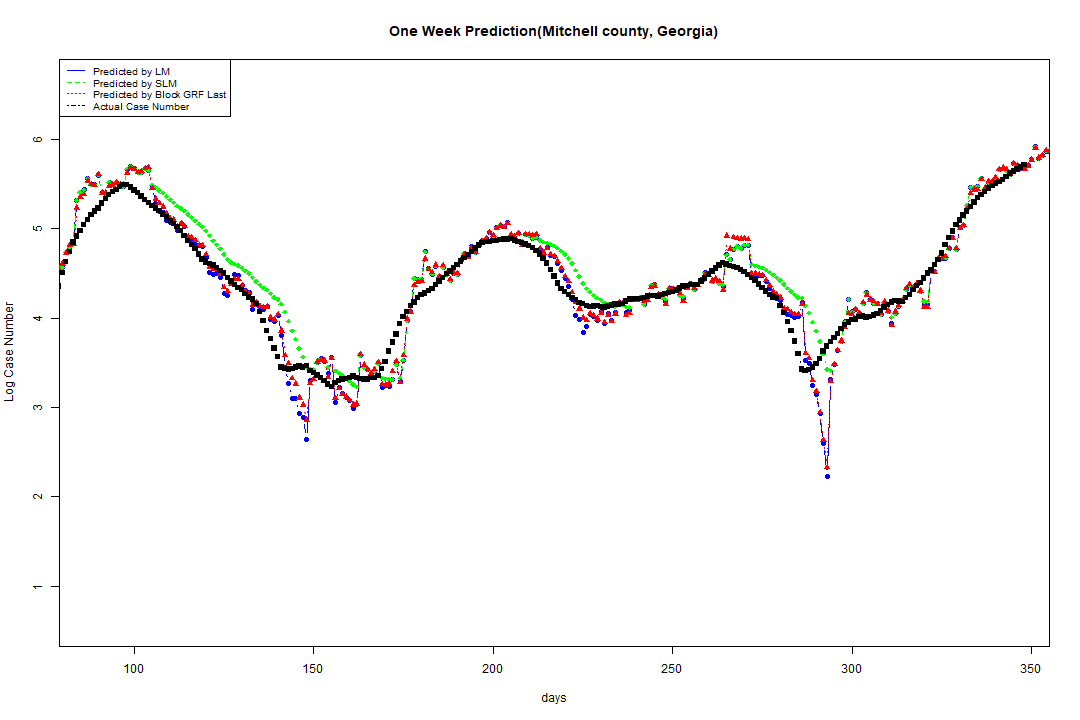 One Week Prediction(Mitchell county, Georgia)
Predicted by LM
Predicted by SLM
Predicted by Block GRF Last
Actual Case Number
6
5
4
3
2
1
Log Case Number
100 150 200 250 300 350
days